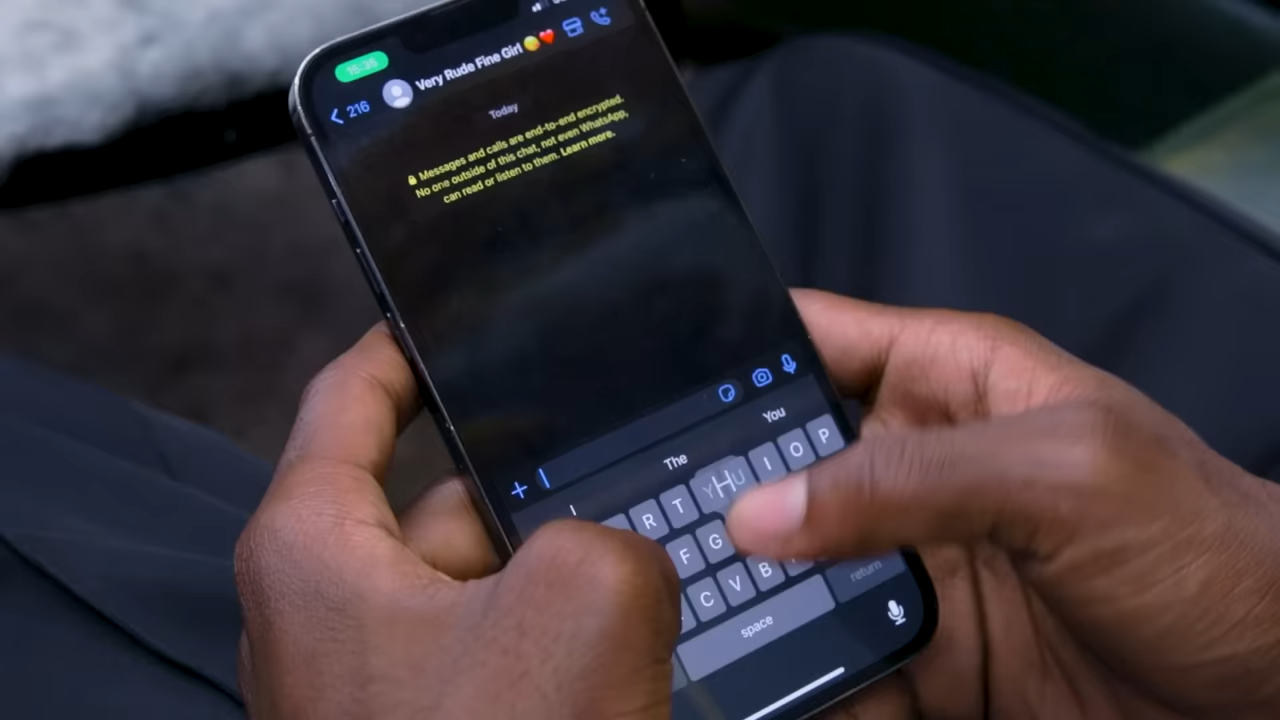 15:35
216
Very Rude Fine Girl
Today
Messages and calls are end-to-end encrypted.
No one outside of this chat, not even WhatsApp,
can read or listen to them. Learn more.
I
The
You
R T Y H U I O P
F G
C V B
space
return